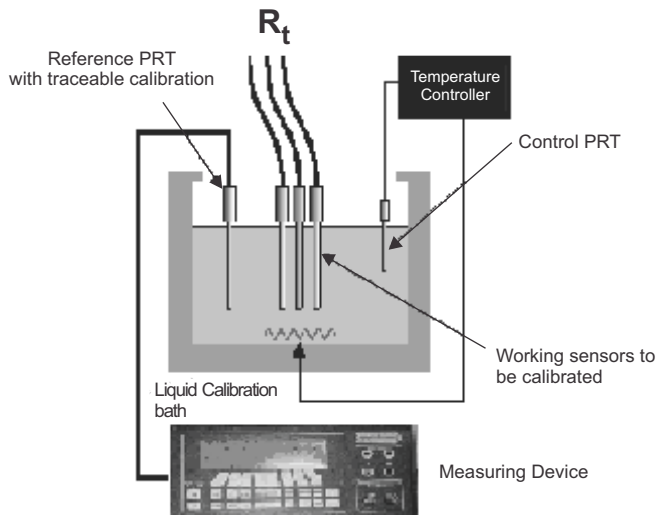 Rt
Reference PRT
with traceable calibration
Temperature
Controller
Control PRT
Working sensors to
be calibrated
Liquid Calibration
bath
Measuring Device